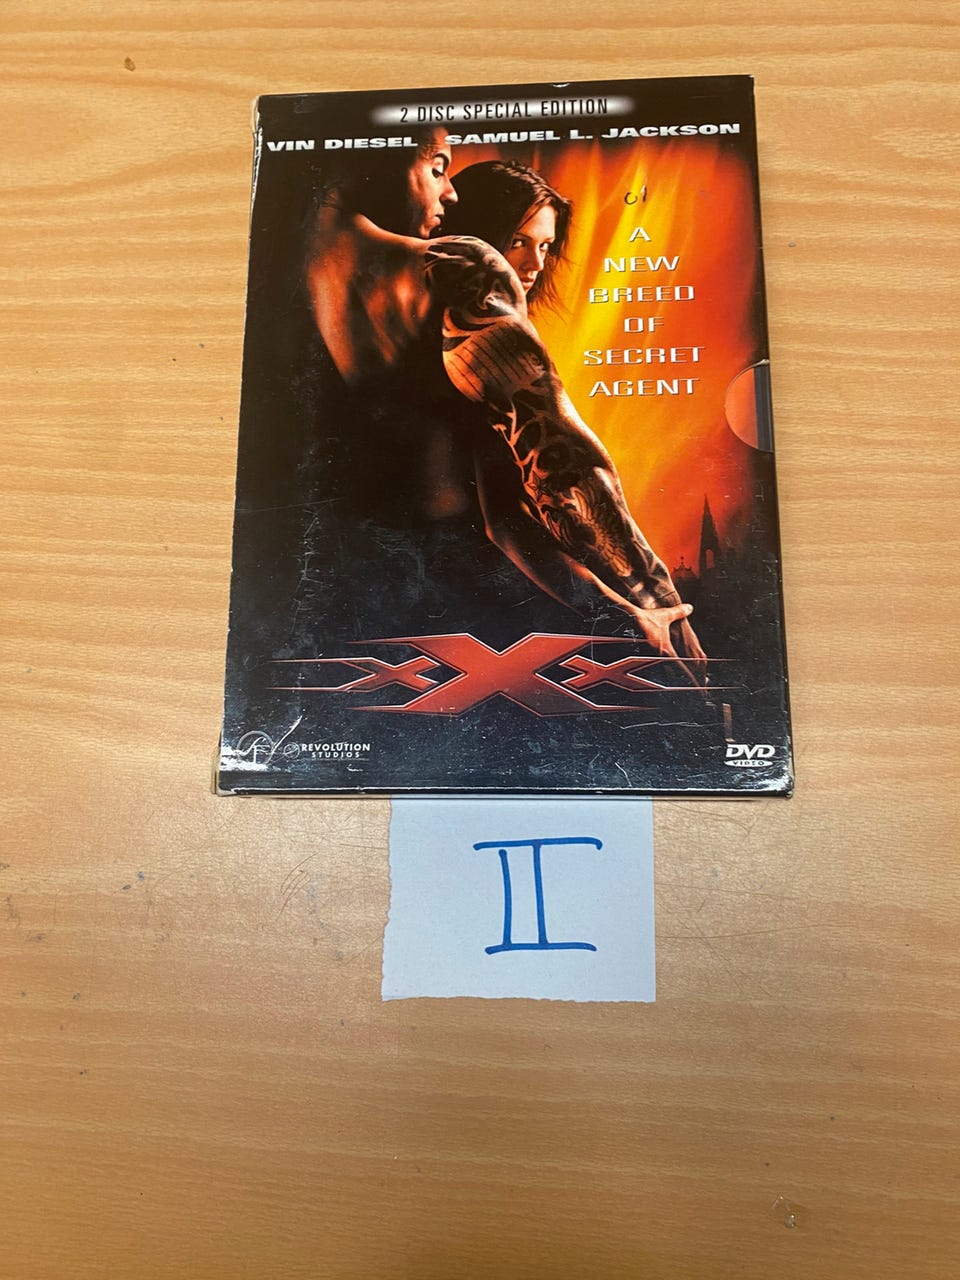 2 DISC SPECIAL EDITION
VIN DIESEL SAMUEL L. JACKSON
A
NEW
BREED
OF
SECRET
AGENT
xXx
REVOLUTION
STUDIOS
DVD
VIDEO
II